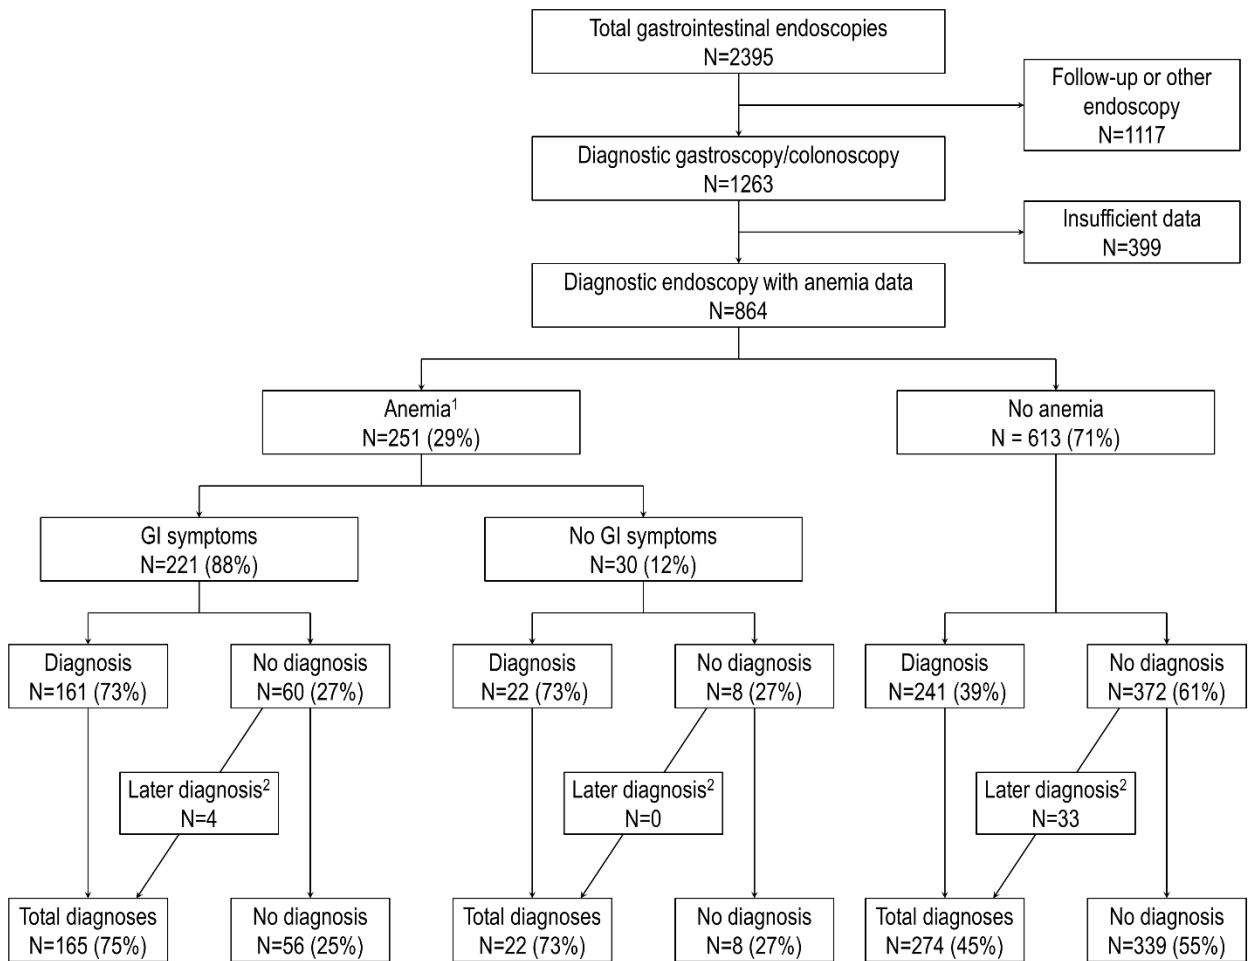 Total gastrointestinal endoscopies
N=2395
Follow-up or other
endoscopy
N=1117
Diagnostic gastroscopy/colonoscopy
N=1263
Insufficient data
N=399
Diagnostic endoscopy with anemia data
N=864
Anemia¹
N=251 (29%)
No anemia
N = 613 (71%)
GI symptoms
N=221 (88%)
No GI symptoms
N=30 (12%)
Diagnosis
N=161 (73%)
No diagnosis
N=60 (27%)
Diagnosis
N=22 (73%)
No diagnosis
N=8 (27%)
Diagnosis
N=241 (39%)
No diagnosis
N=372 (61%)
Later diagnosis²
N=4
Later diagnosis²
N=0
Later diagnosis²
N=33
Total diagnoses
N=165 (75%)
No diagnosis
N=56 (25%)
Total diagnoses
N=22 (73%)
No diagnosis
N=8 (27%)
Total diagnoses
N=274 (45%)
No diagnosis
N=339 (55%)